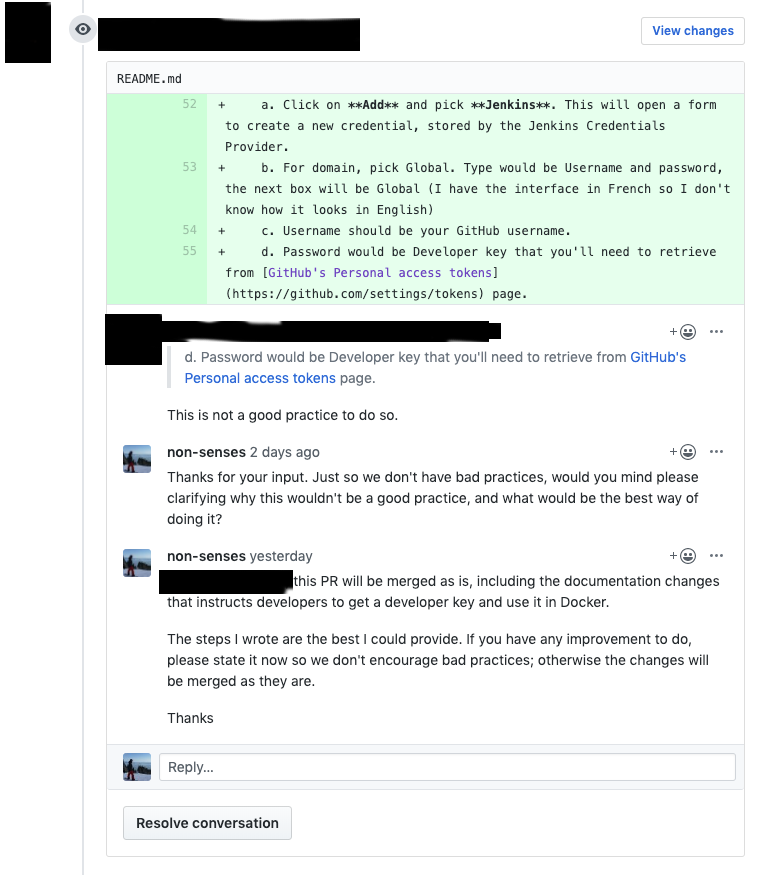 View changes
README.md
52 + a. Click on **Add** and pick **Jenkins**. This will open a form
to create a new credential, stored by the Jenkins Credentials
Provider.
53 + b. For domain, pick Global. Type would be Username and password,
the next box will be Global (I have the interface in French so I don't
know how it looks in English)
54 + c. Username should be your GitHub username.
55 + d. Password would be Developer key that you'll need to retrieve
from [GitHub's Personal access tokens]
(https://github.com/settings/tokens) page.
d. Password would be Developer key that you'll need to retrieve from GitHub's
Personal access tokens page.
This is not a good practice to do so.
non-senses 2 days ago
Thanks for your input. Just so we don't have bad practices, would you mind please
clarifying why this wouldn't be a good practice, and what would be the best way of
doing it?
non-senses yesterday
this PR will be merged as is, including the documentation changes
that instructs developers to get a developer key and use it in Docker.
The steps I wrote are the best I could provide. If you have any improvement to do,
please state it now so we don't encourage bad practices; otherwise the changes will
be merged as they are.
Thanks
Reply...
Resolve conversation